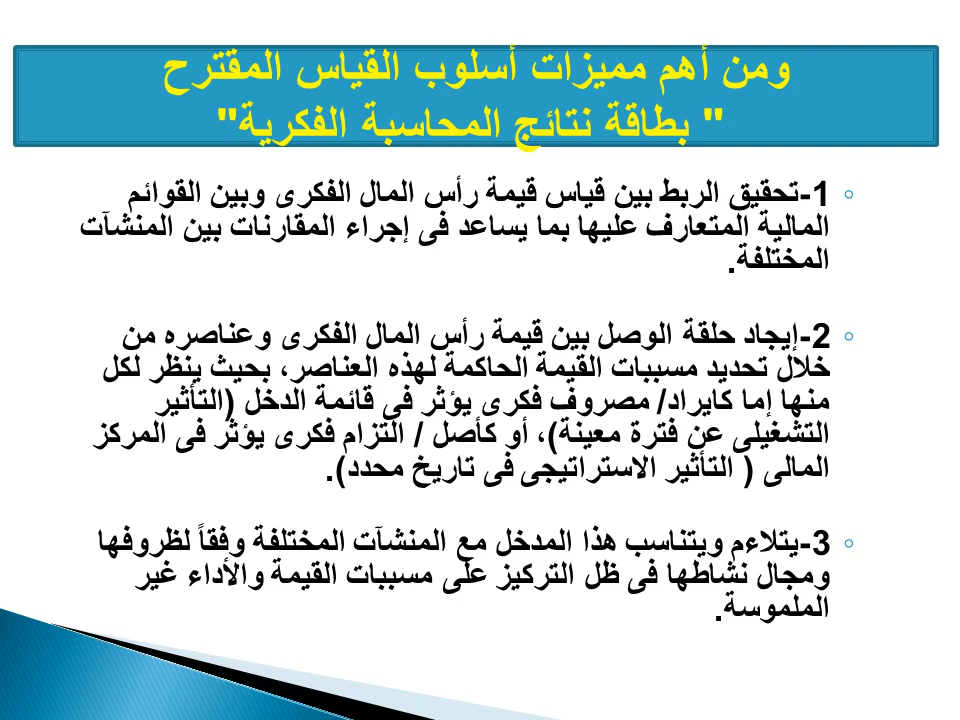 ومن أهم مميزات أسلوب القياس المقترح
" بطاقة نتائج المحاسبة الفكرية"
1-تحقيق الربط بين قياس قيمة رأس المال الفكرى وبين القوائم
المالية المتعارف عليها بما يساعد فى إجراء المقارنات بين المنشآت
المختلفة.
2-إيجاد حلقة الوصل بين قيمة رأس المال الفكرى وعناصره من
خلال تحديد مسببات القيمة الحاكمة لهذه العناصر، بحيث ينظر لكل
منها إما كايراد/ مصروف فكرى يؤثر فى قائمة الدخل (التأثير
التشغيلى عن فترة معينة)، أو كأصل / التزام فكرى يؤثر فى المركز
المالى ( التأثير الاستراتيجى فى تاريخ محدد).
3-يتلاءم ويتناسب هذا المدخل مع المنشآت المختلفة وفقاً لظروفها
ومجال نشاطها فى ظل التركيز على مسببات القيمة والأداء غير
الملموسة.